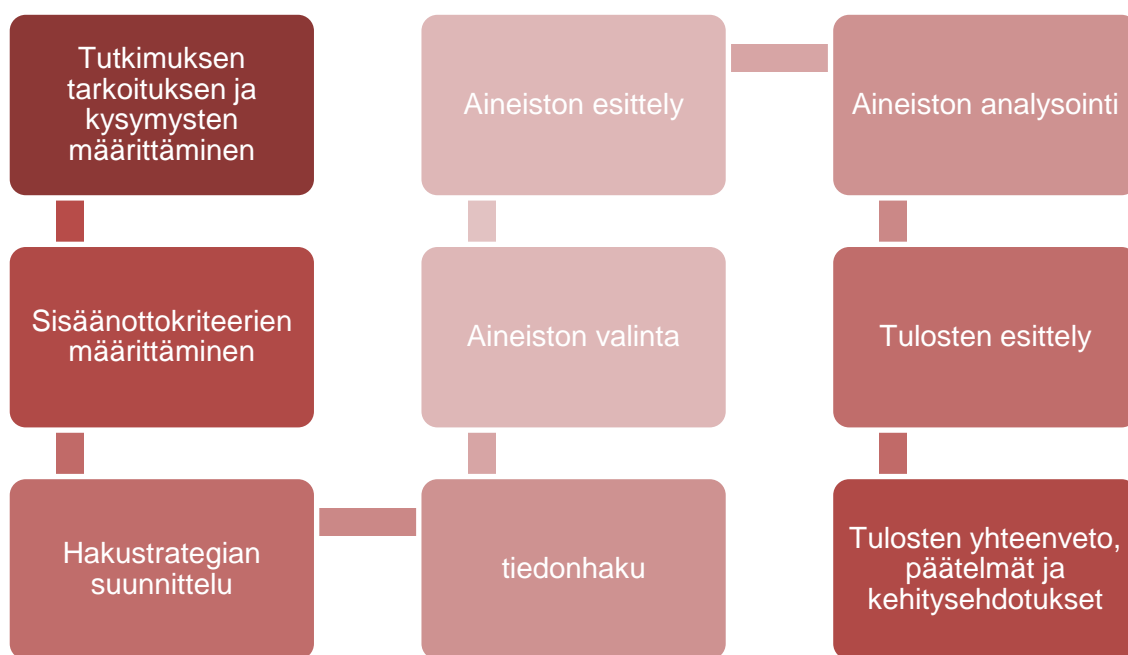 Tutkimuksen
tarkoituksen ja
kysymysten
määrittäminen
Sisäänottokriteerien
määrittäminen
Hakustrategian
suunnittelu
tiedonhaku
Aineiston valinta
Aineiston esittely
Aineiston analysointi
Tulosten esittely
Tulosten yhteenveto,
päätelmät ja
kehitysehdotukset